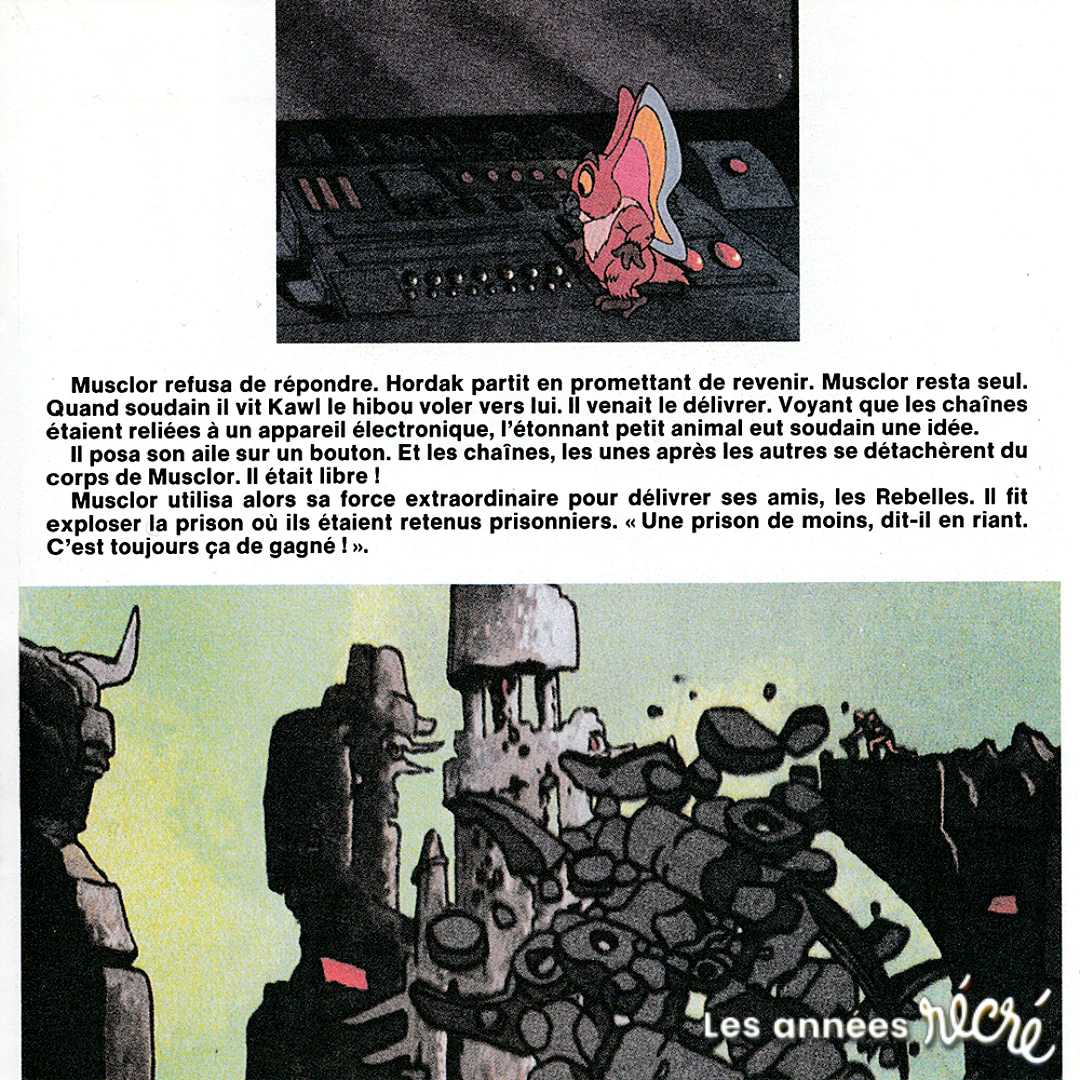 Musclor refusa de répondre. Hordak partit en promettant de revenir. Musclor resta seul.
Quand soudain il vit Kawl le hibou voler vers lui. Il venait le délivrer. Voyant que les chaînes
étaient reliées à un appareil électronique, l'étonnant petit animal eut soudain une idée.
Il posa son aile sur un bouton. Et les chaînes, les unes après les autres se détachèrent du
corps de Musclor. Il était libre !
Musclor utilisa alors sa force extraordinaire pour délivrer ses amis, les Rebelles. Il fit
exploser la prison où ils étaient retenus prisonniers. « Une prison de moins, dit-il en riant.
C'est toujours ça de gagné ! ».
Les années récré